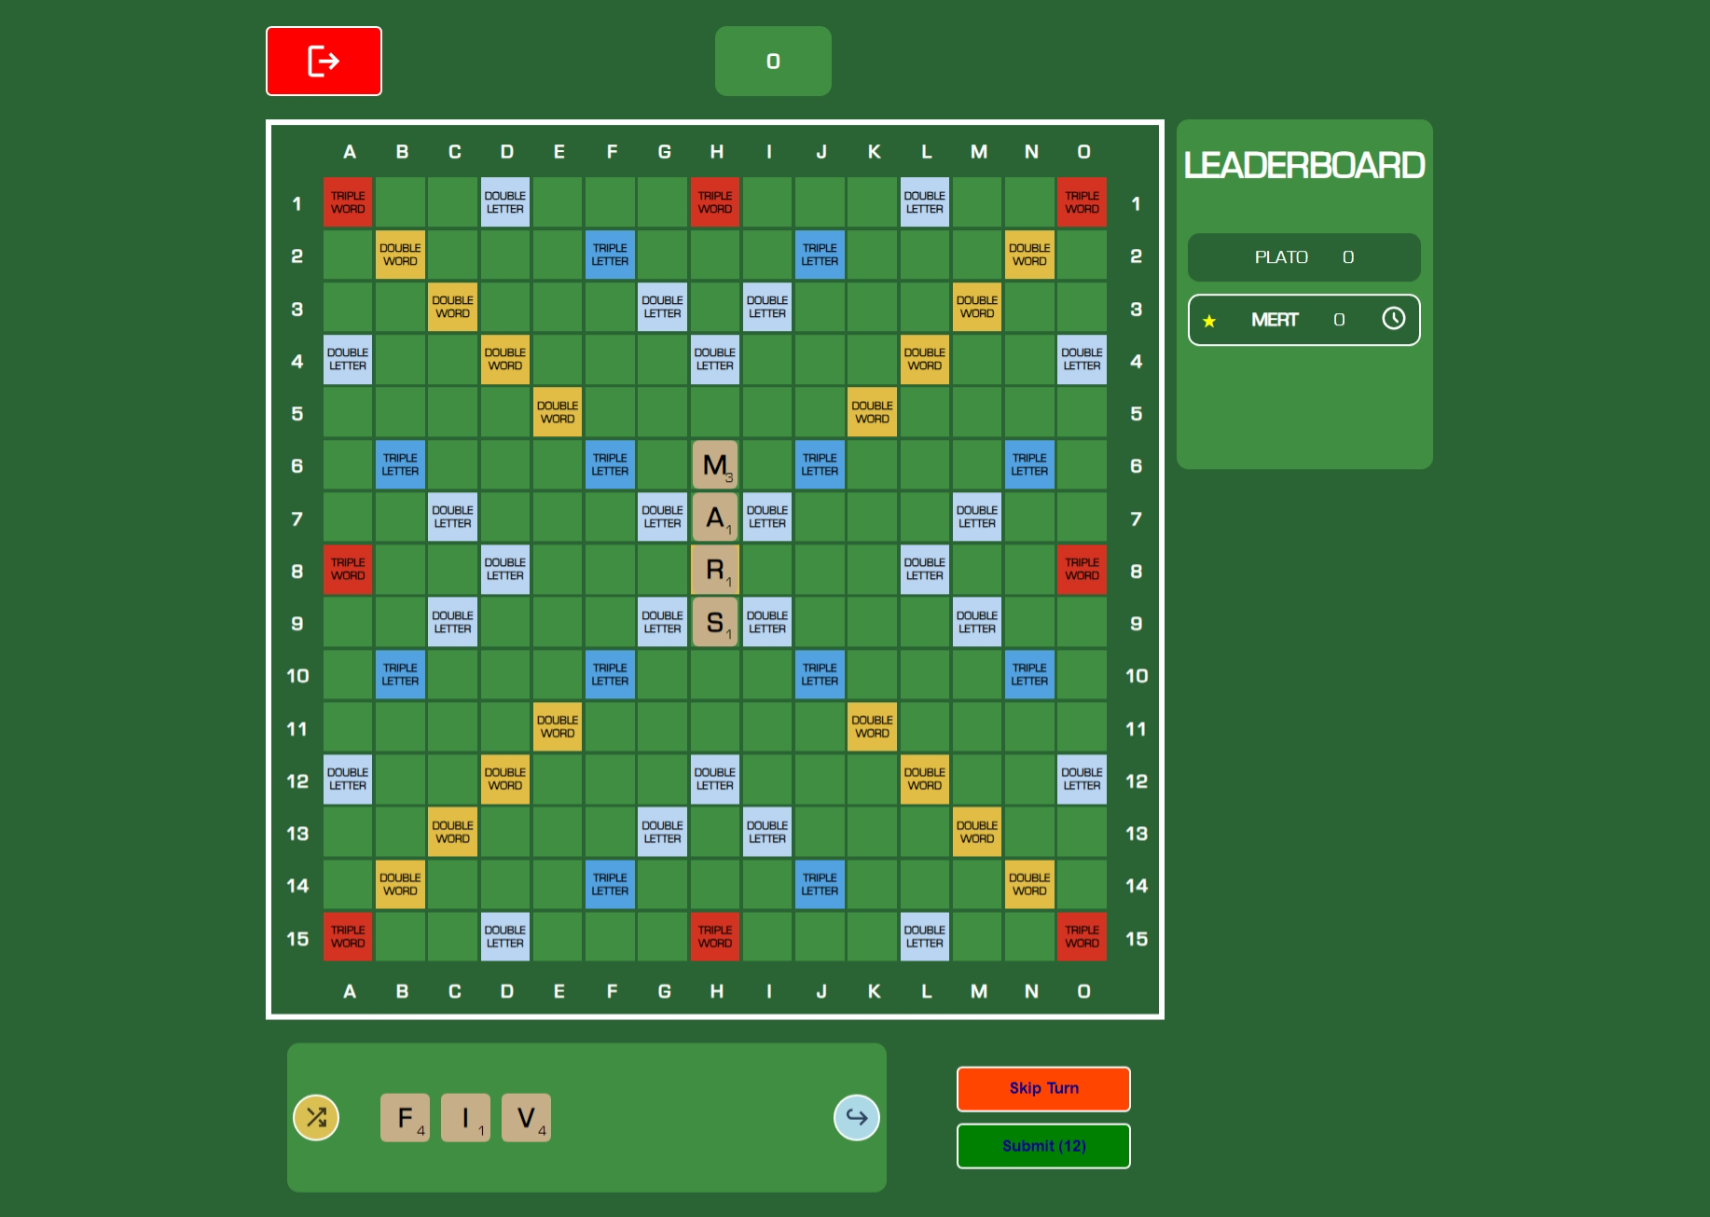 0
LEADERBOARD
PLATO 0
MERT 0
A B C D E F G H I J K L M N O
1 TRIPLE WORD DOUBLE LETTER TRIPLE WORD DOUBLE LETTER TRIPLE WORD 1
2 DOUBLE WORD TRIPLE LETTER TRIPLE LETTER DOUBLE WORD 2
3 DOUBLE WORD DOUBLE LETTER DOUBLE LETTER DOUBLE WORD 3
4 DOUBLE LETTER DOUBLE WORD DOUBLE LETTER DOUBLE WORD DOUBLE LETTER 4
5 DOUBLE WORD DOUBLE WORD 5
6 TRIPLE LETTER TRIPLE LETTER M 3 TRIPLE LETTER TRIPLE LETTER 6
7 DOUBLE LETTER DOUBLE LETTER A 1 DOUBLE LETTER DOUBLE LETTER 7
8 TRIPLE WORD DOUBLE LETTER R 1 DOUBLE LETTER TRIPLE WORD 8
9 DOUBLE LETTER DOUBLE LETTER S 1 DOUBLE LETTER DOUBLE LETTER 9
10 TRIPLE LETTER TRIPLE LETTER TRIPLE LETTER TRIPLE LETTER 10
11 DOUBLE WORD DOUBLE WORD 11
12 DOUBLE LETTER DOUBLE WORD DOUBLE LETTER DOUBLE WORD DOUBLE LETTER 12
13 DOUBLE WORD DOUBLE LETTER DOUBLE LETTER DOUBLE WORD 13
14 DOUBLE WORD TRIPLE LETTER TRIPLE LETTER DOUBLE WORD 14
15 TRIPLE WORD DOUBLE LETTER TRIPLE WORD DOUBLE LETTER TRIPLE WORD 15
A B C D E F G H I J K L M N O
F 4 I 1 V 4
Skip Turn
Submit (12)